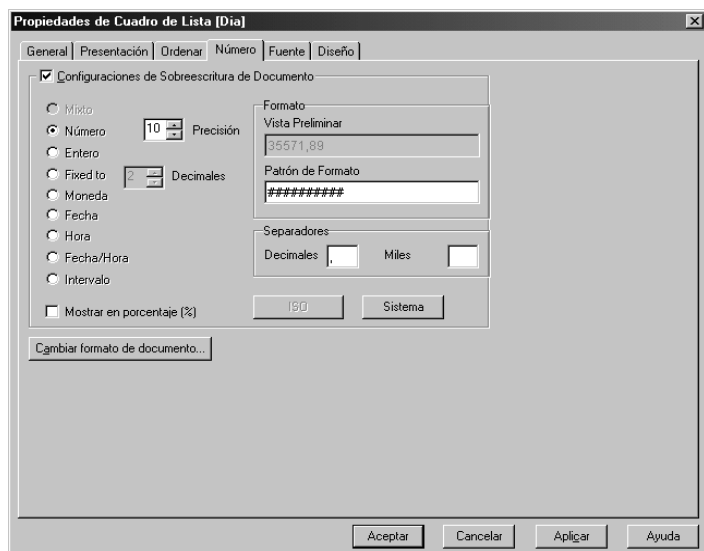 Propiedades de Cuadro de Lista [Dia]
General Presentación Ordenar Número Fuente Diseño
Configuraciones de Sobreescritura de Documento
Mixto
Número 10 Precisión
Entero
Fixed to 2 Decimales
Moneda
Fecha
Hora
Fecha/Hora
Intervalo
Mostrar en porcentaje (%)
Formato
Vista Preliminar
35571,89
Patrón de Formato
##########
Separadores
Decimales , Miles
ISO Sistema
Cambiar formato de documento...
Aceptar Cancelar Aplicar Ayuda